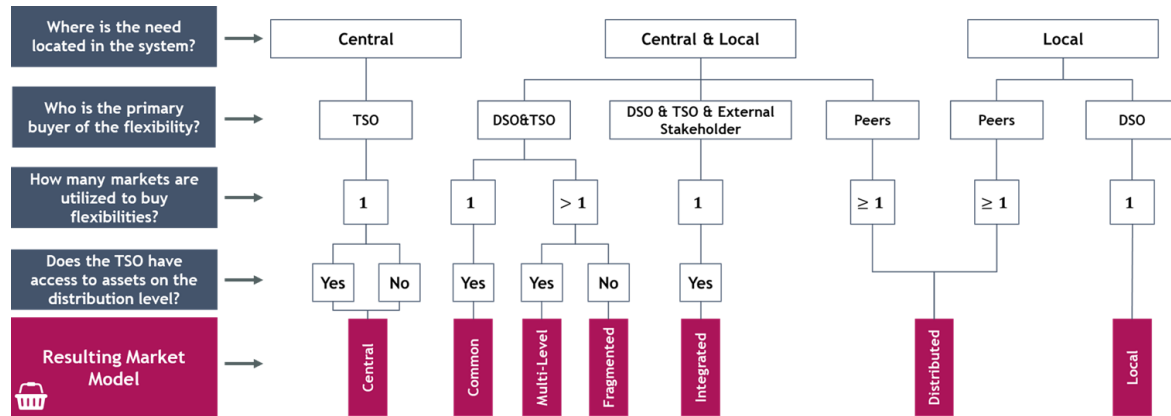 Where is the need
located in the system?
Central
Central & Local
Local
Who is the primary
buyer of the flexibility?
TSO
DSO&TSO
DSO & TSO & External
Stakeholder
Peers
Peers
DSO
How many markets are
utilized to buy
flexibilities?
1
1
> 1
1
≥ 1
≥ 1
1
Does the TSO have
access to assets on the
distribution level?
Yes
No
Yes
Yes
No
Yes
Resulting Market
Model
Central
Common
Multi-Level
Fragmented
Integrated
Distributed
Local